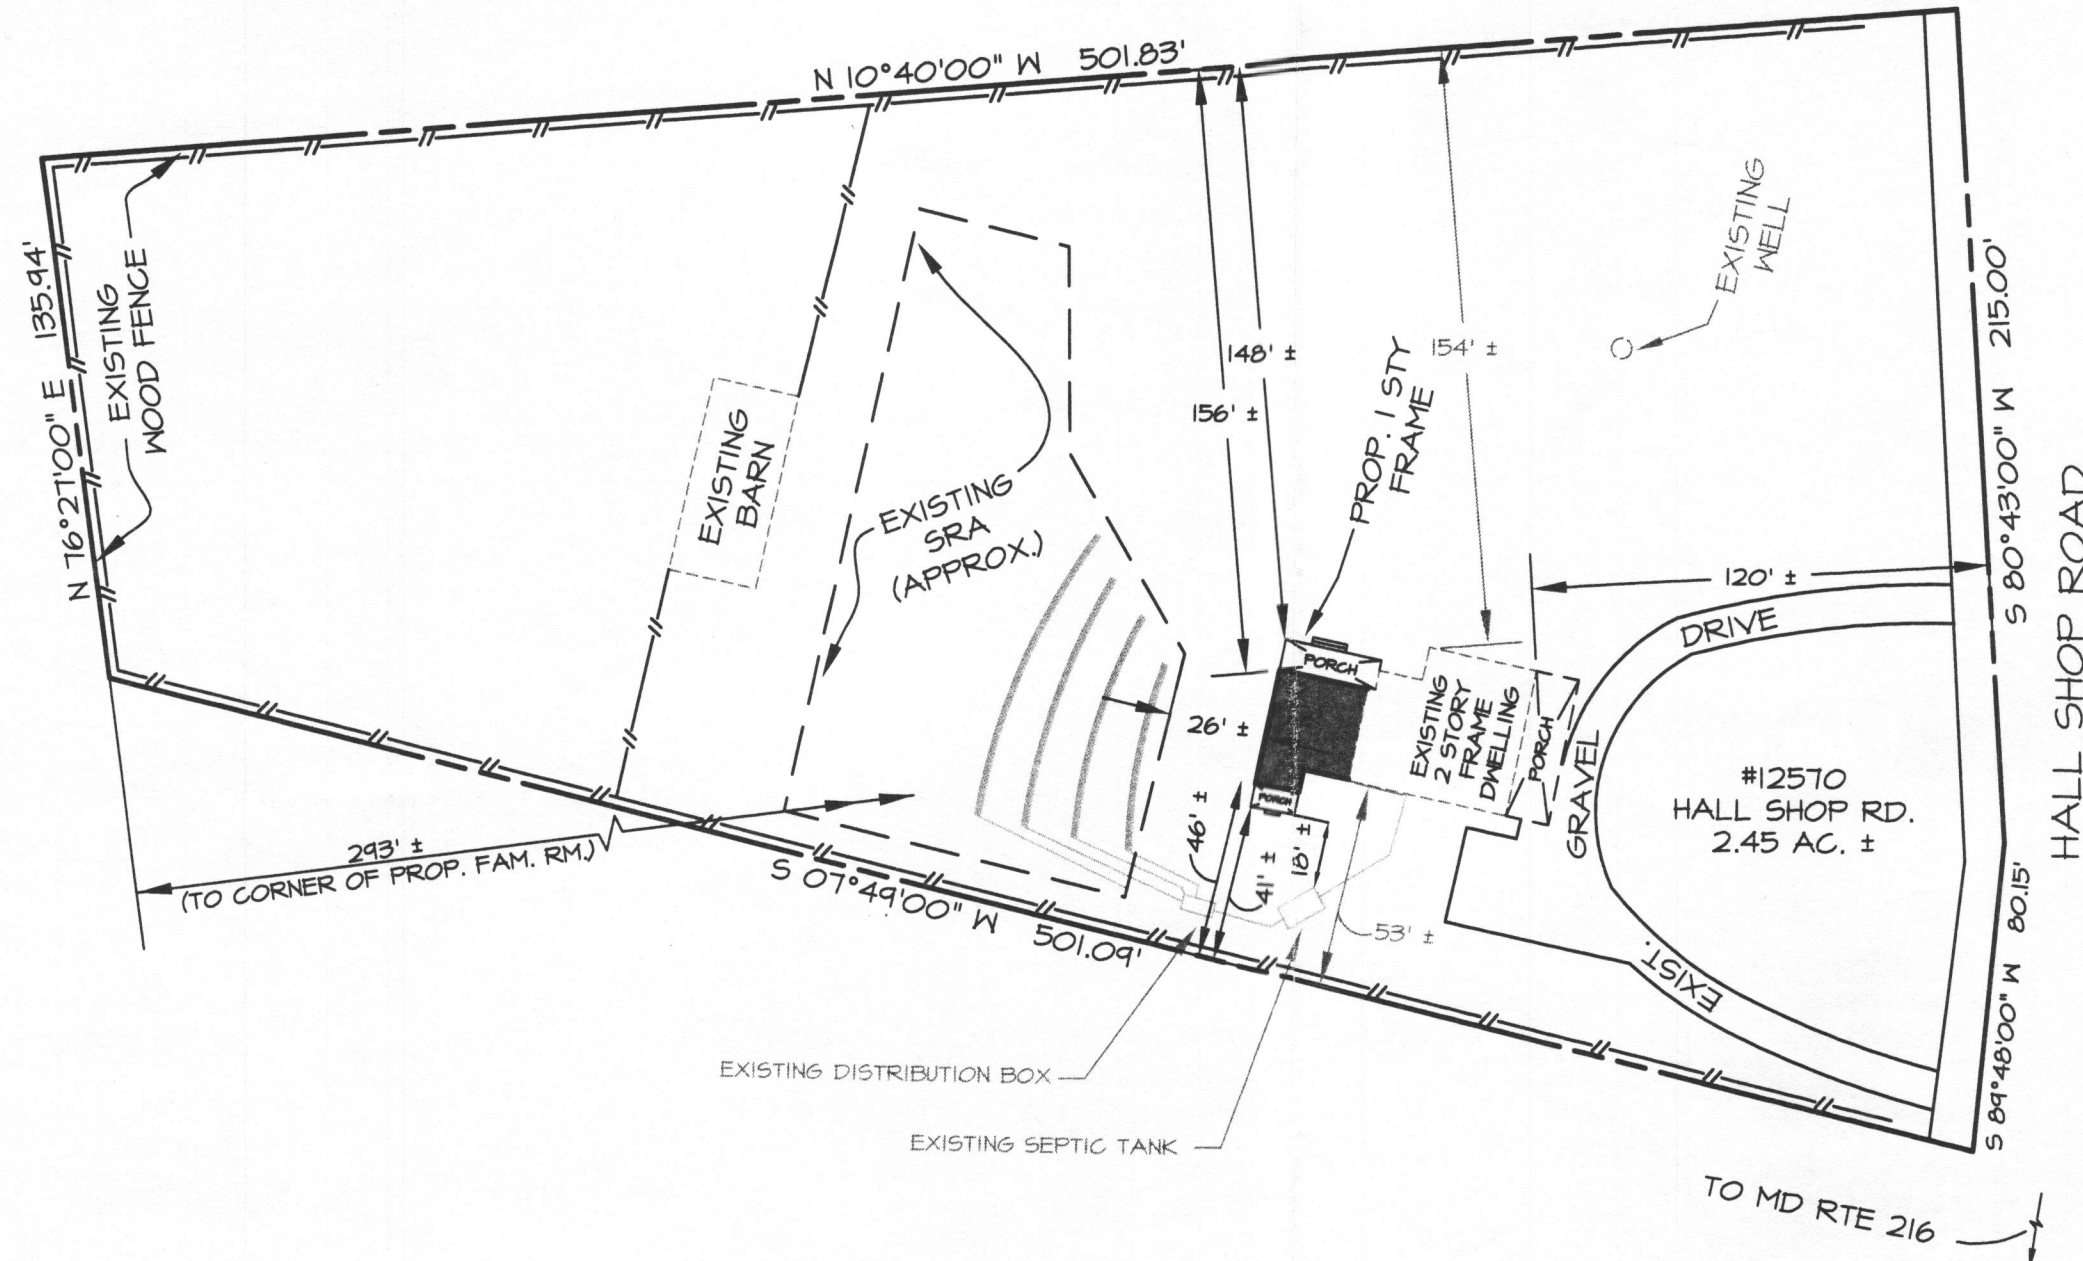 N 10°40'00" W 501.83'
N 76°27'00" E 135.94'
EXISTING
WOOD FENCE
EXISTING
BARN
EXISTING
SRA
(APPROX.)
148' ±
156' ±
154' ±
PROP. 1 STY
FRAME
EXISTING
WELL
S 80°43'00" W 215.00'
HALL SHOP ROAD
120' ±
DRIVE
GRAVEL
EXIST.
PORCH
26' ±
EXISTING
2 STORY
FRAME
DWELLING
PORCH
PORCH
#12570
HALL SHOP RD.
2.45 AC. ±
46' ±
41' ±
18' ±
53' ±
293' ±
(TO CORNER OF PROP. FAM. RM.)
S 07°49'00" W 501.09'
S 89°48'00" W 80.15'
EXISTING DISTRIBUTION BOX
EXISTING SEPTIC TANK
TO MD RTE 216